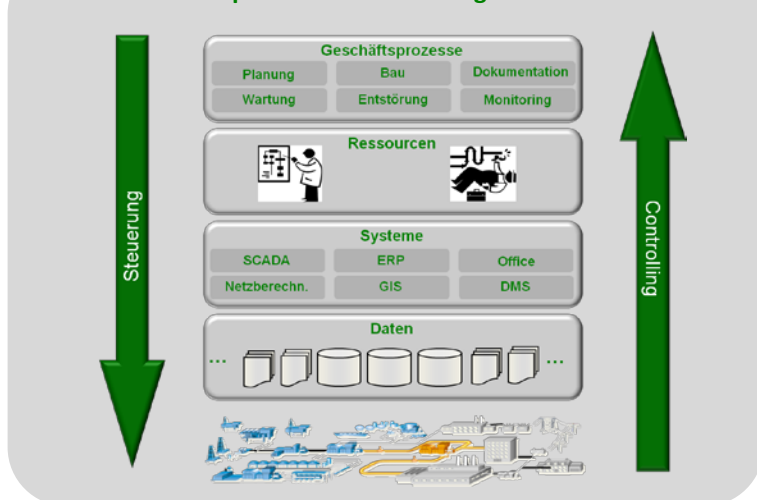 Geschäftsprozesse
Planung Bau Dokumentation
Wartung Entstörung Monitoring
Ressourcen
Steuerung
Controlling
Systeme
SCADA ERP Office
Netzberechn. GIS DMS
Daten
... ...